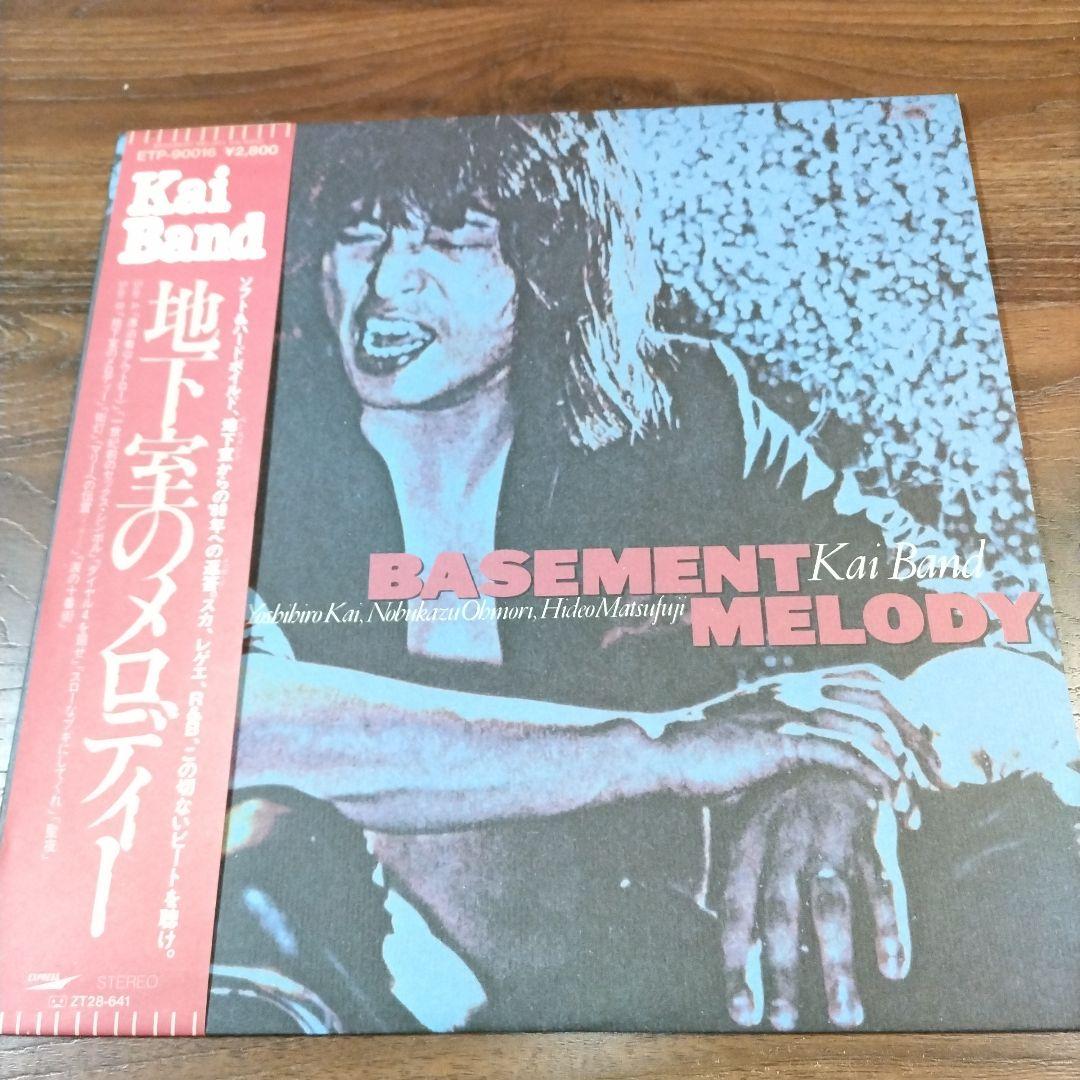 ETP-90016 ¥2,800
Kai
Band
地下室のメロディー
ソフト&ハードボイルド、地下室からの'80年への返答。スカ、レゲエ、R&B、この切ないビートを聴け。
EXPRESS
STEREO
ZT28-641
BASEMENT Kai Band
Yoshihiro Kai, Nobukazu Ohmori, Hideo Matsufuji
MELODY